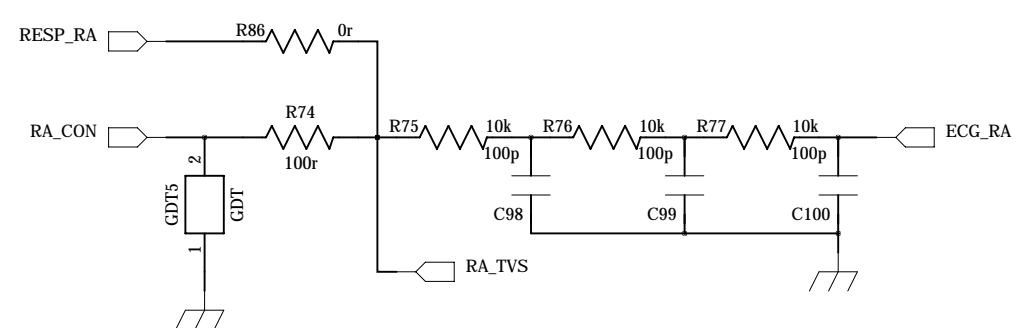 RESP_RA
R86
0r
RA_CON
R74
100r
R75
10k
100p
R76
10k
100p
R77
10k
100p
ECG_RA
2
GDT5
GDT
1
C98
C99
C100
RA_TVS